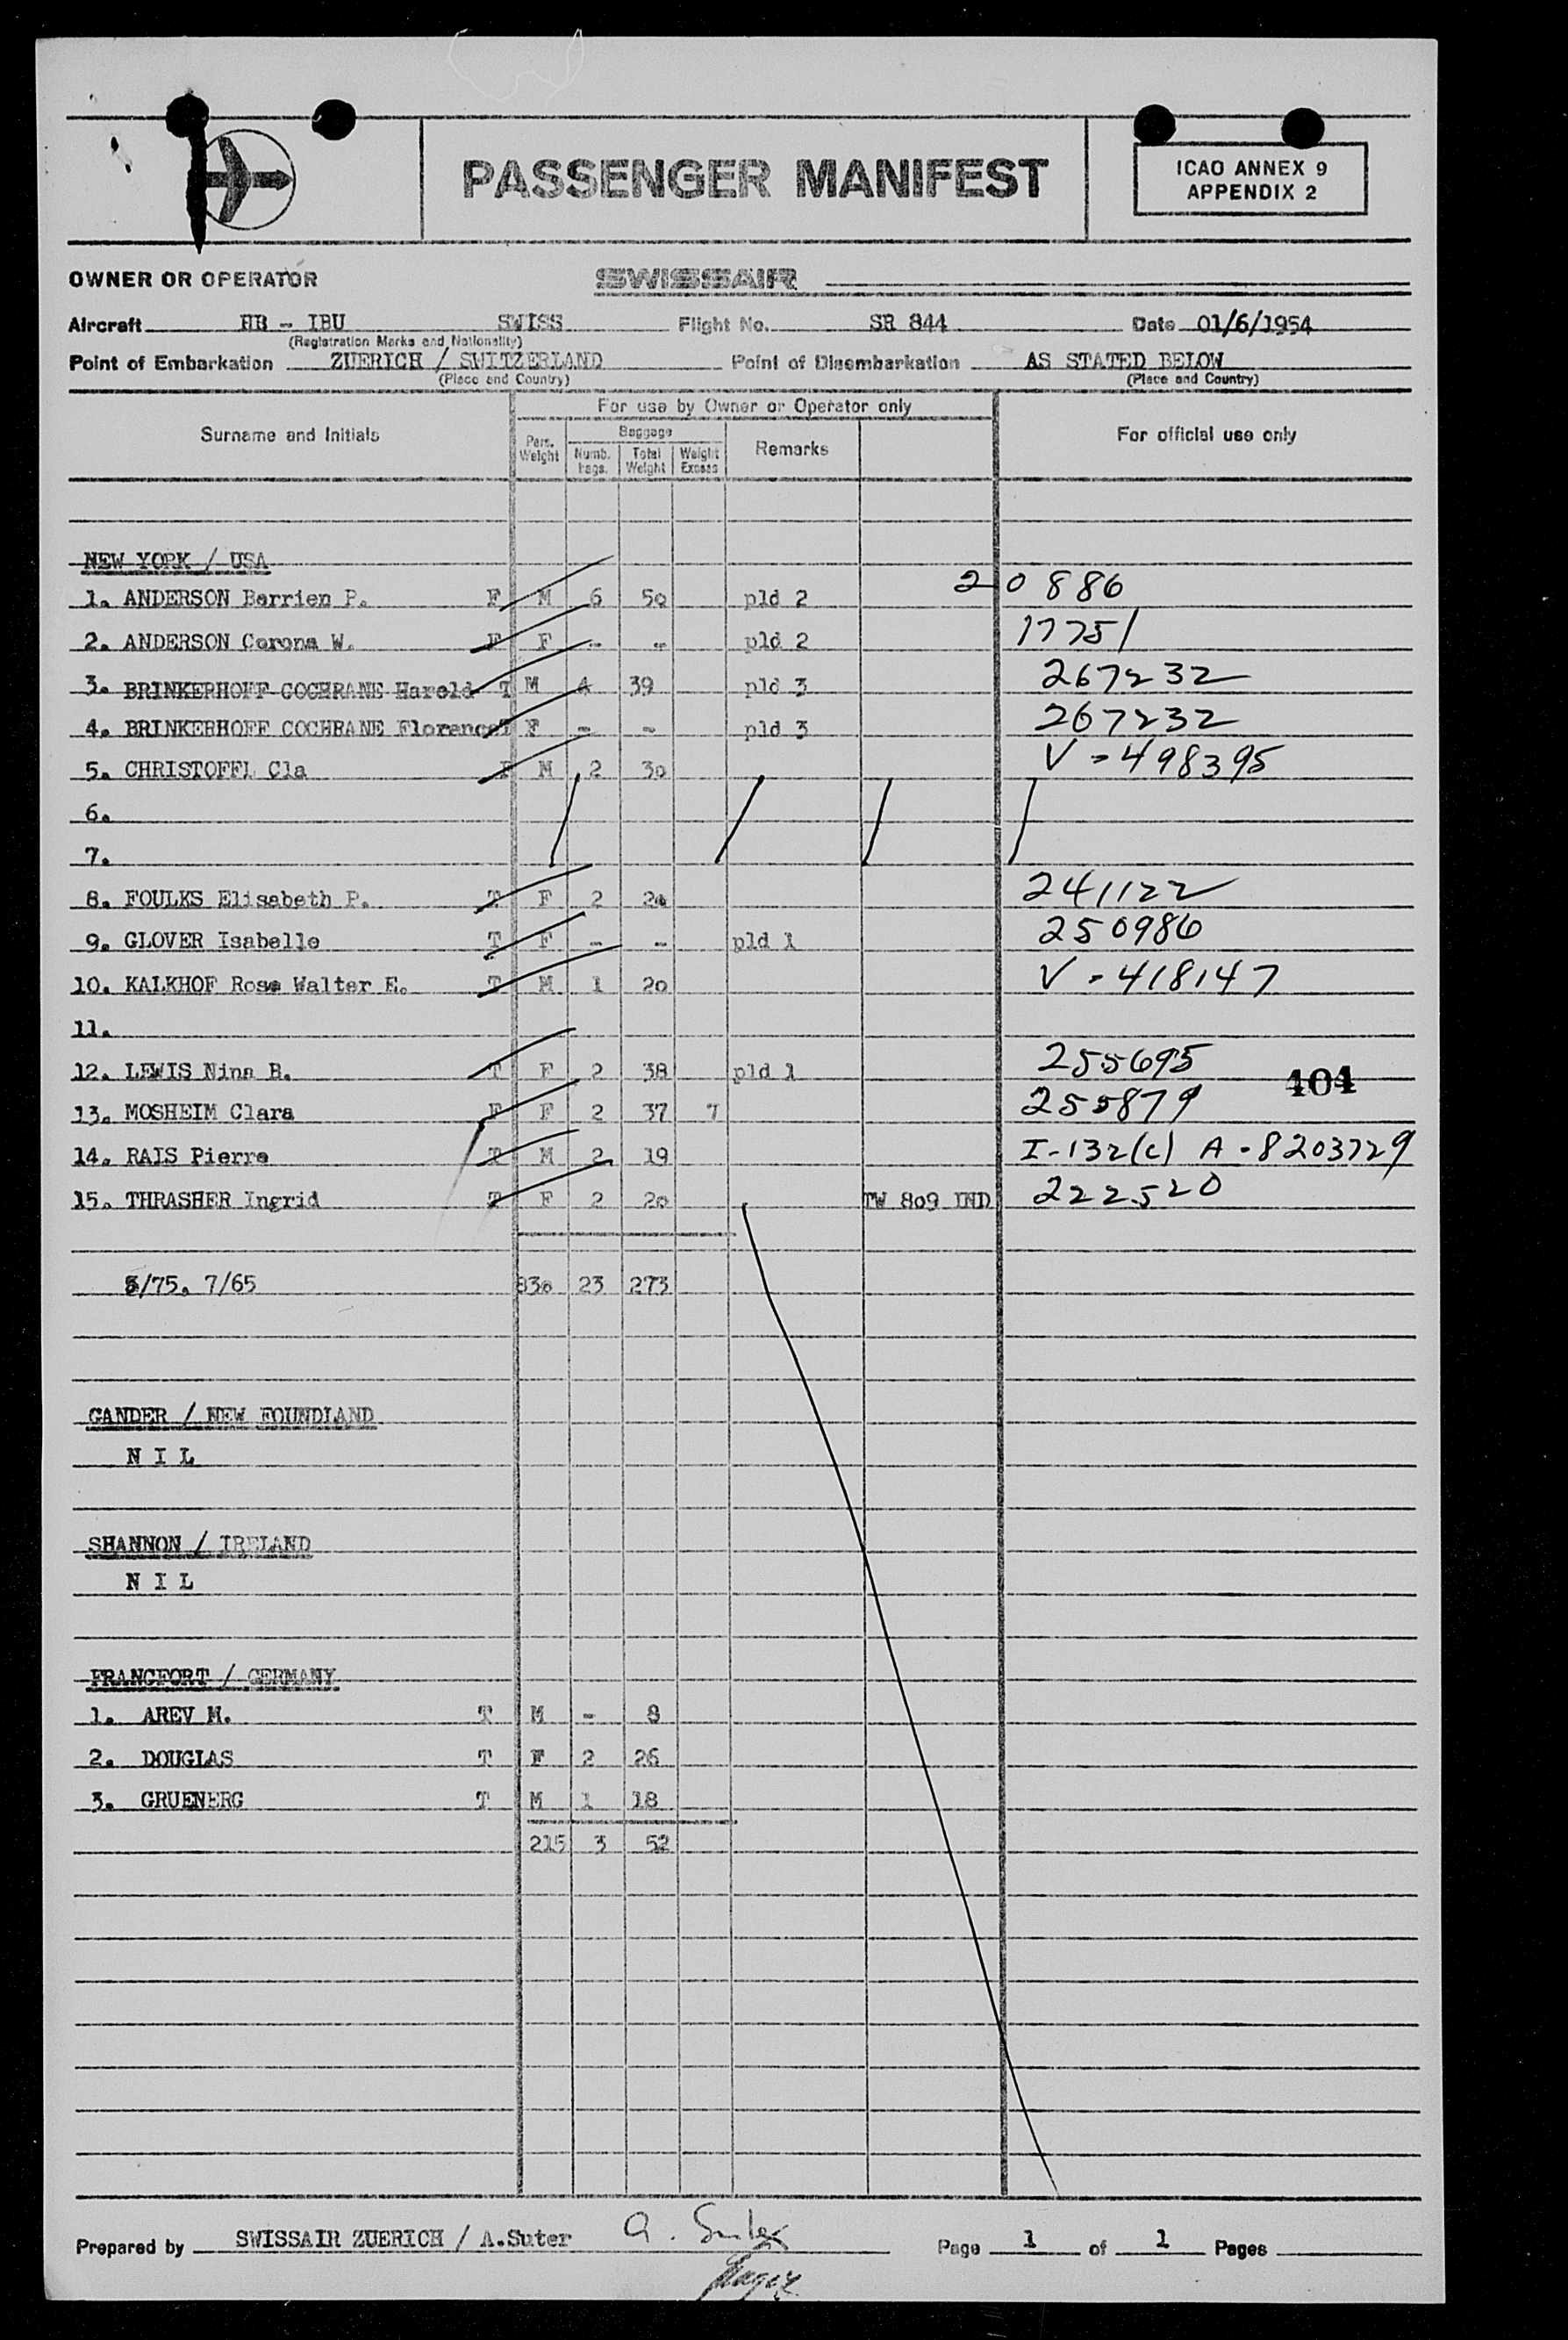 PASSENGER MANIFEST
ICAO ANNEX 9
APPENDIX 2
OWNER OR OPERATOR SWISSAIR
Aircraft HB - IBU SWISS Flight No. SR 844 Date 01/6/1954
(Registration Marks and Nationality)
Point of Embarkation ZUERICH / SWITZERLAND Point of Disembarkation AS STATED BELOW
(Place and Country) (Place and Country)
For use by Owner or Operator only
Surname and Initials Pers. Weight Baggage Numb. bags. Total Weight Weight Excess Remarks For official use only
NEW YORK / USA
1. ANDERSON Berrien P. F M 6 50 pld 2 20886
2. ANDERSON Corona W. F F - - pld 2 17751
3. BRINKERHOFF COCHRANE Harold T M 4 39 pld 3 267232
4. BRINKERHOFF COCHRANE Florence T F - - pld 3 267232
5. CHRISTOFFL Cla F M 2 30 V-498395
6.
7.
8. FOULKS Elisabeth P. T F 2 20 241122
9. GLOVER Isabelle T F - - pld 1 250986
10. KALKHOF Rose Walter E. T M 1 20 V-418147
11.
12. LEWIS Nina B. T F 2 38 pld 1 255695
404
13. MOSHEIM Clara F F 2 37 7 255879
14. RAIS Pierre T M 2 19 I-132(c) A-8203729
15. THRASHER Ingrid T F 2 20 TW 809 IND 222520
5/75. 7/65 830 23 273
GANDER / NEW FOUNDLAND
N I L
SHANNON / IRELAND
N I L
FRANCFORT / GERMANY
1. AREV M. T M - 8
2. DOUGLAS T F 2 26
3. GRUENERG T M 1 18
215 3 52
Prepared by SWISSAIR ZUERICH / A.Suter A. Suter Page 1 of 1 Pages